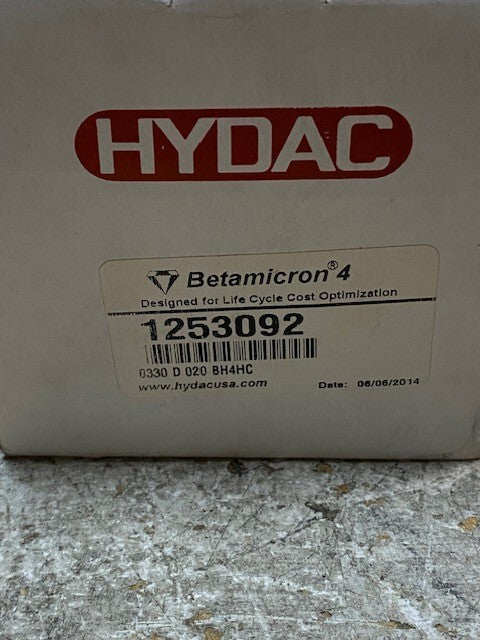 HYDAC
Betamicron®4
Designed for Life Cycle Cost Optimization
1253092
0330 D 020 BH4HC
www.hydacusa.com Date: 06/06/2014